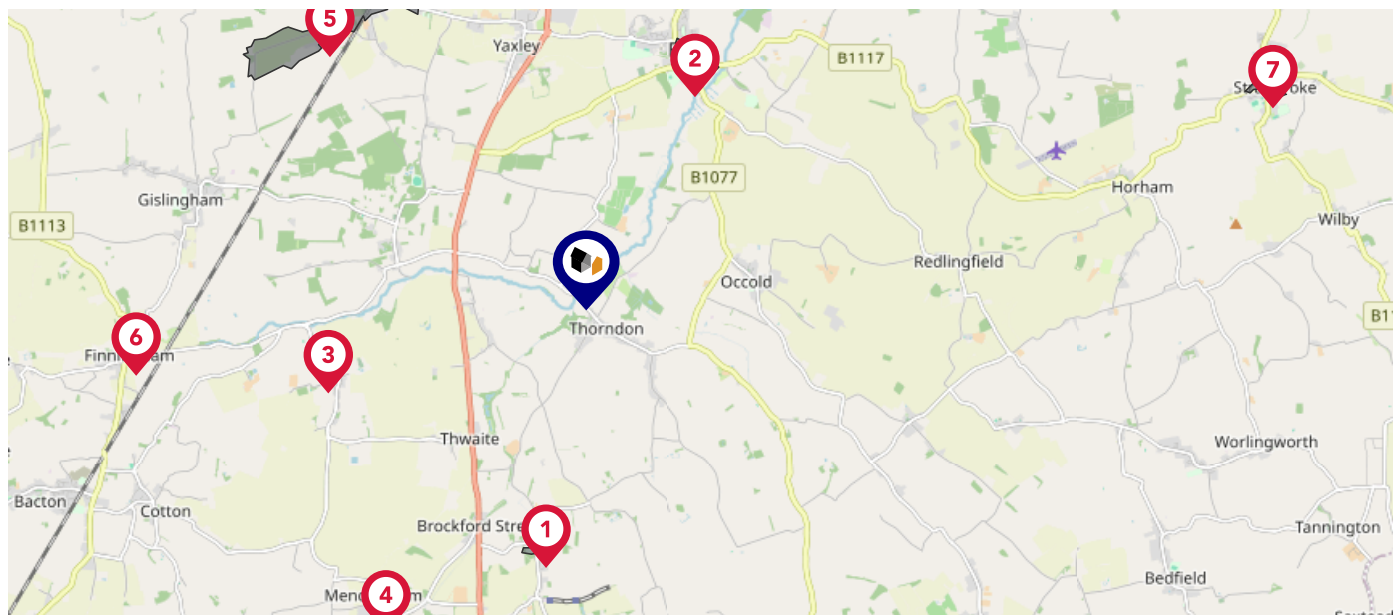 5
Yaxley
2
B1117
7
B1077
Gislingham
Horham
B1113
Wilby
Redlingfield
Occold
Thorndon
6
3
Thwaite
Worlingworth
Bacton
Cotton
Brockford
1
Tannington
4
Bedfield